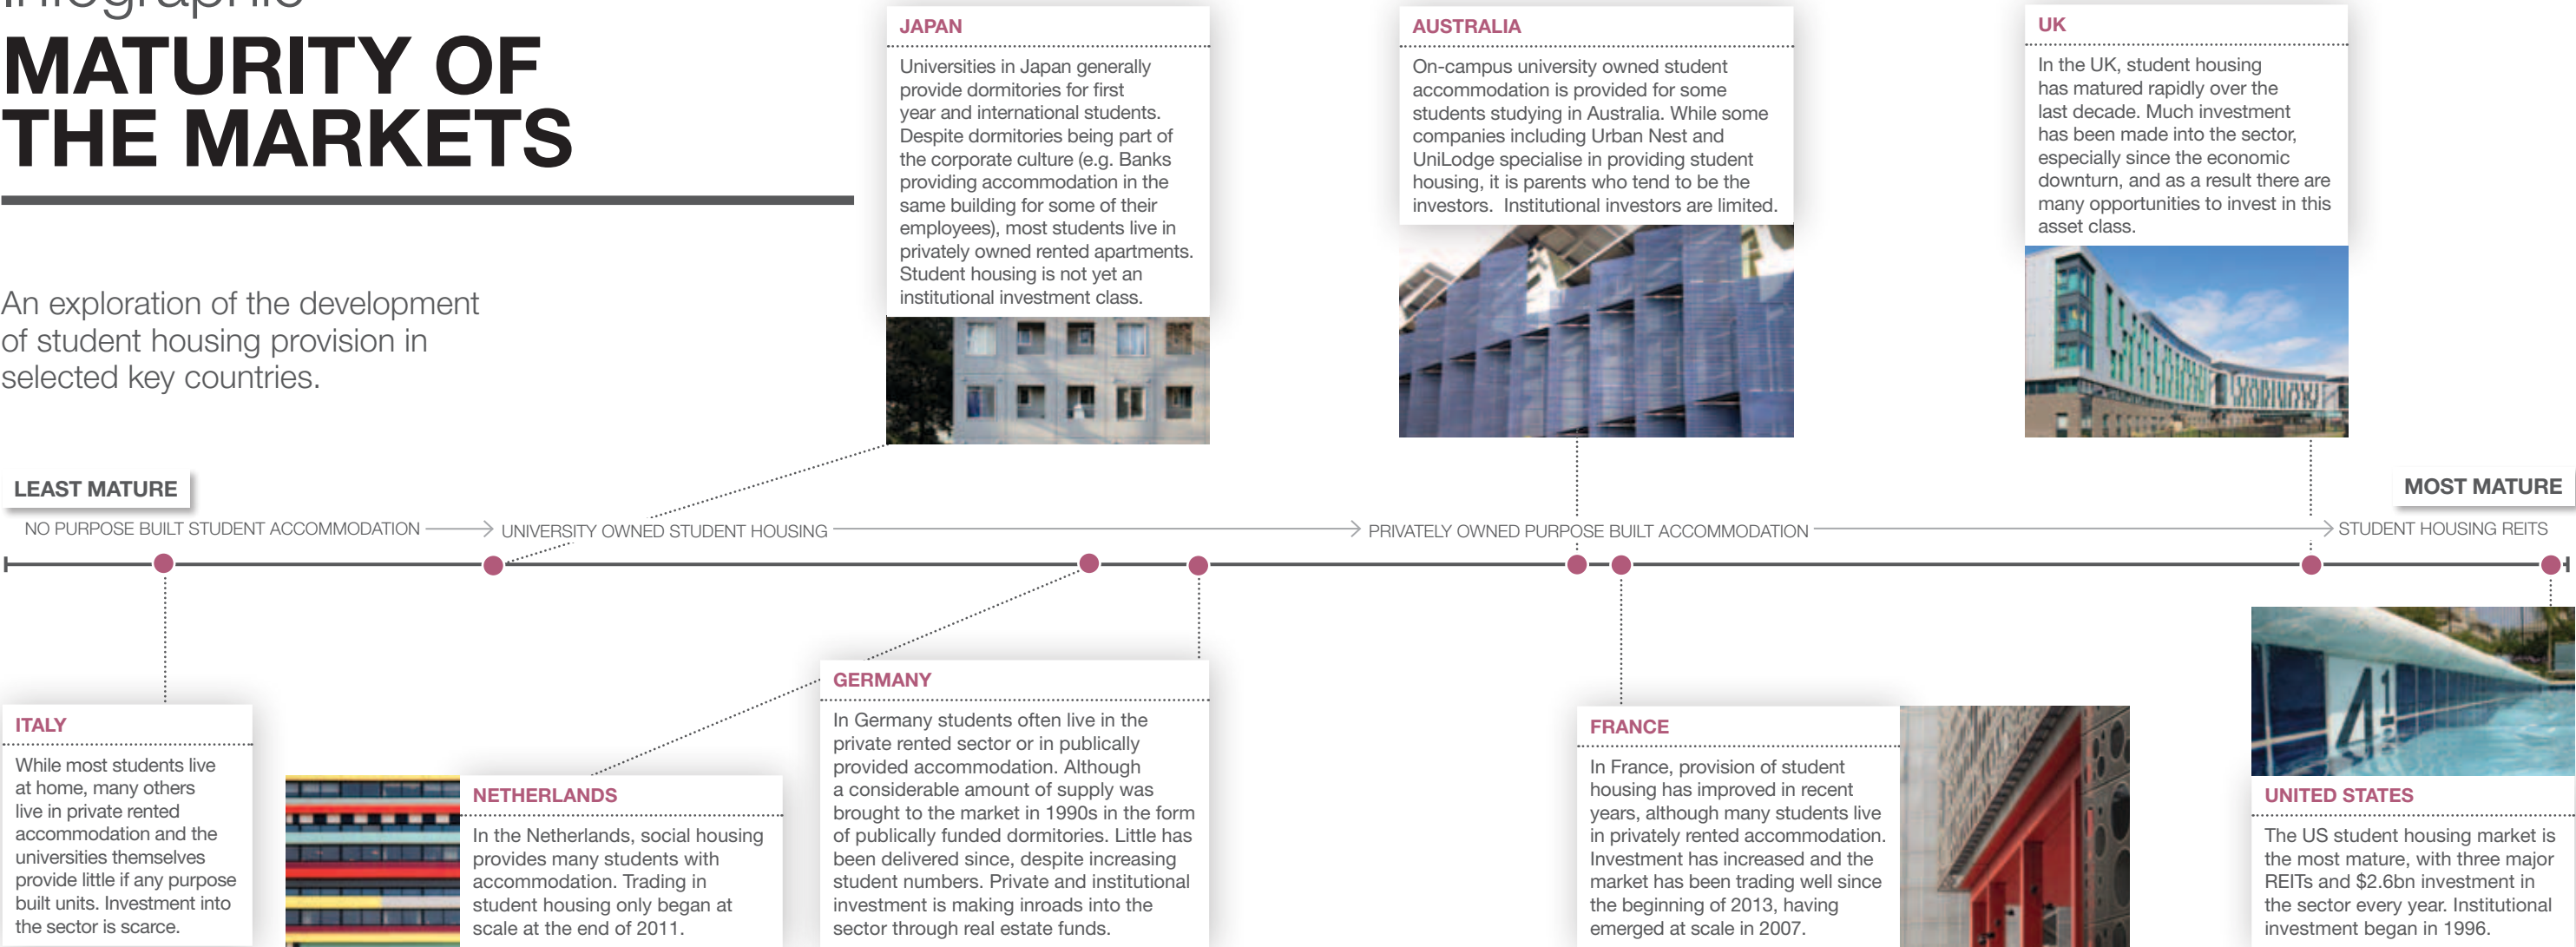 Infographic
MATURITY OF
THE MARKETS
An exploration of the development
of student housing provision in
selected key countries.
JAPAN
Universities in Japan generally
provide dormitories for first
year and international students.
Despite dormitories being part of
the corporate culture (e.g. Banks
providing accommodation in the
same building for some of their
employees), most students live in
privately owned rented apartments.
Student housing is not yet an
institutional investment class.
AUSTRALIA
On-campus university owned student
accommodation is provided for some
students studying in Australia. While some
companies including Urban Nest and
UniLodge specialise in providing student
housing, it is parents who tend to be the
investors. Institutional investors are limited.
UK
In the UK, student housing
has matured rapidly over the
last decade. Much investment
has been made into the sector,
especially since the economic
downturn, and as a result there are
many opportunities to invest in this
asset class.
LEAST MATURE
MOST MATURE
NO PURPOSE BUILT STUDENT ACCOMMODATION
UNIVERSITY OWNED STUDENT HOUSING
PRIVATELY OWNED PURPOSE BUILT ACCOMMODATION
STUDENT HOUSING REITS
ITALY
While most students live
at home, many others
live in private rented
accommodation and the
universities themselves
provide little if any purpose
built units. Investment into
the sector is scarce.
NETHERLANDS
In the Netherlands, social housing
provides many students with
accommodation. Trading in
student housing only began at
scale at the end of 2011.
GERMANY
In Germany students often live in the
private rented sector or in publically
provided accommodation. Although
a considerable amount of supply was
brought to the market in 1990s in the form
of publically funded dormitories. Little has
been delivered since, despite increasing
student numbers. Private and institutional
investment is making inroads into the
sector through real estate funds.
FRANCE
In France, provision of student
housing has improved in recent
years, although many students live
in privately rented accommodation.
Investment has increased and the
market has been trading well since
the beginning of 2013, having
emerged at scale in 2007.
UNITED STATES
The US student housing market is
the most mature, with three major
REITs and $2.6bn investment in
the sector every year. Institutional
investment began in 1996.